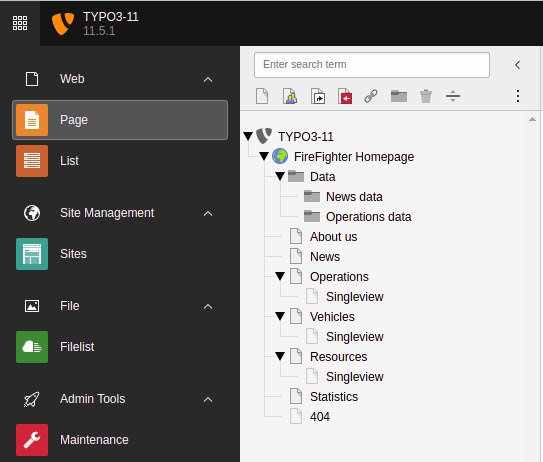 TYPO3-11
11.5.1
Web
Page
List
Site Management
Sites
File
Filelist
Admin Tools
Maintenance
Enter search term
TYPO3-11
FireFighter Homepage
Data
News data
Operations data
About us
News
Operations
Singleview
Vehicles
Singleview
Resources
Singleview
Statistics
404